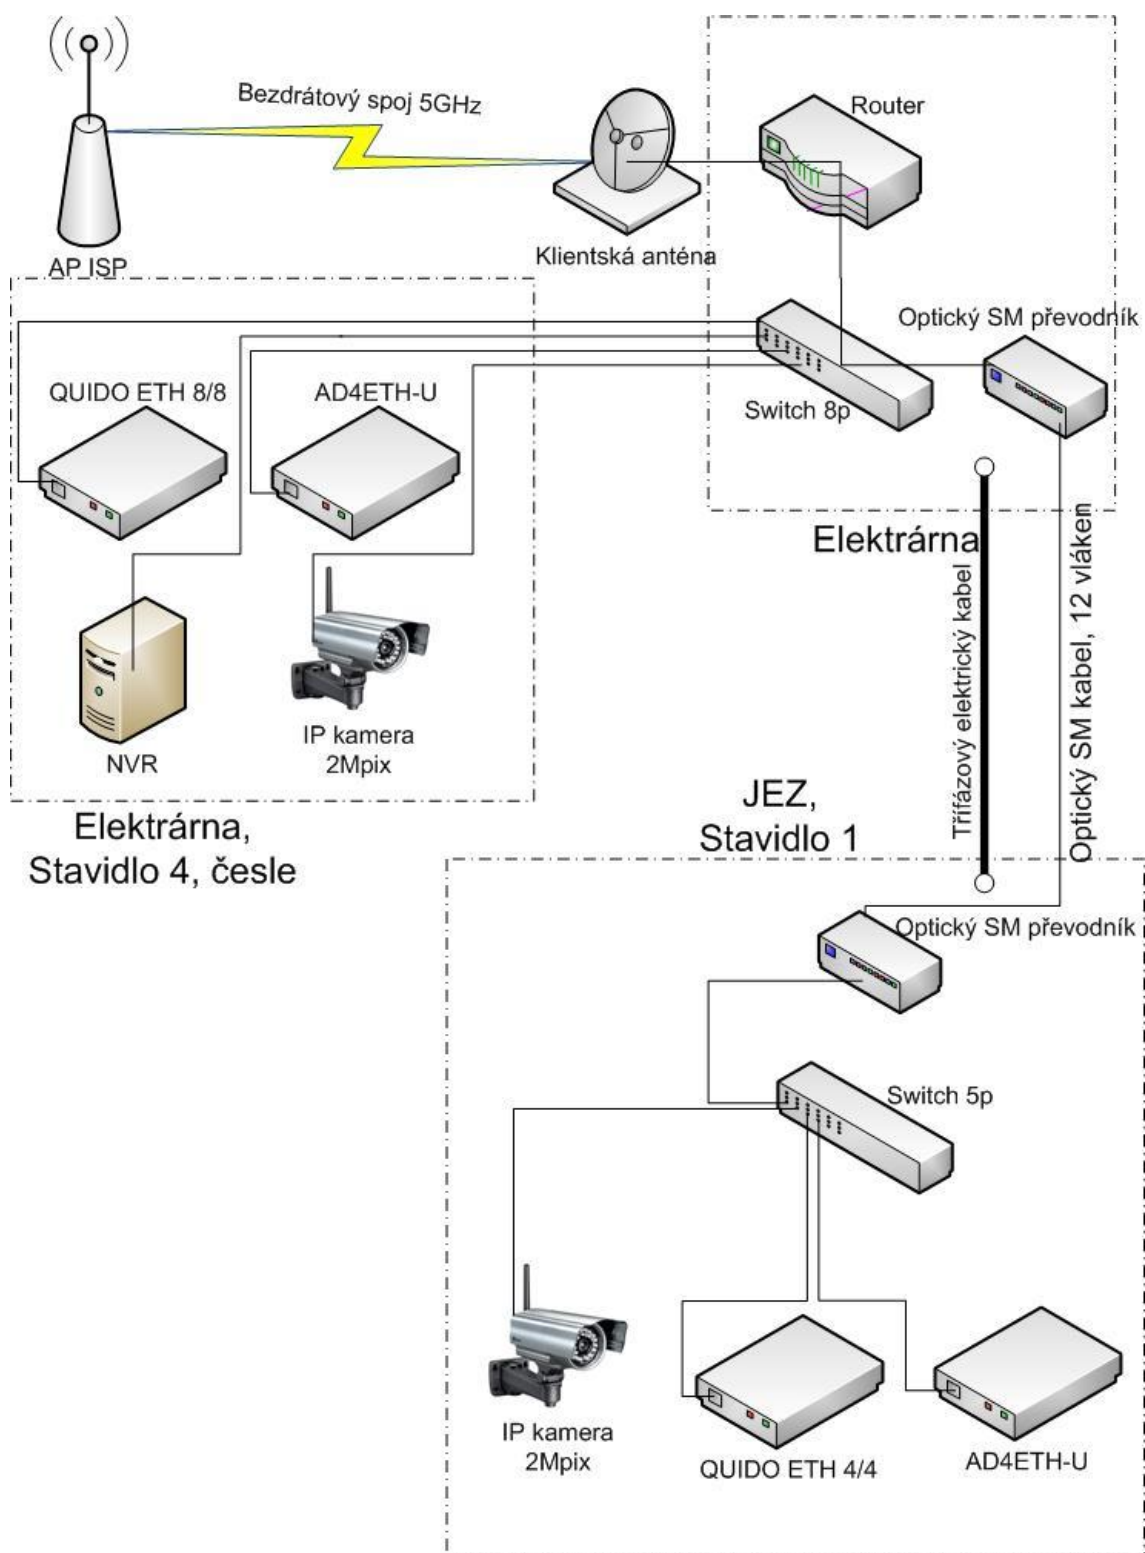 Bezdrátový spoj 5GHz
Router
AP ISP
Klientská anténa
Optický SM převodník
QUIDO ETH 8/8
AD4ETH-U
Switch 8p
Elektrárna
Třífázový elektrický kabel
Optický SM kabel, 12 vláken
NVR
IP kamera
2Mpix
Elektrárna,
Stavidlo 4, česle
JEZ,
Stavidlo 1
Optický SM převodník
Switch 5p
IP kamera
2Mpix
QUIDO ETH 4/4
AD4ETH-U